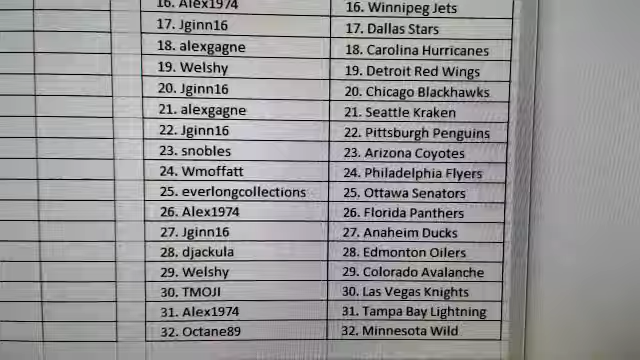 16. Alex1974 16. Winnipeg Jets
17. Jginn16 17. Dallas Stars
18. alexgagne 18. Carolina Hurricanes
19. Welshy 19. Detroit Red Wings
20. Jginn16 20. Chicago Blackhawks
21. alexgagne 21. Seattle Kraken
22. Jginn16 22. Pittsburgh Penguins
23. snobles 23. Arizona Coyotes
24. Wmoffatt 24. Philadelphia Flyers
25. everlongcollections 25. Ottawa Senators
26. Alex1974 26. Florida Panthers
27. Jginn16 27. Anaheim Ducks
28. djackula 28. Edmonton Oilers
29. Welshy 29. Colorado Avalanche
30. TMOJI 30. Las Vegas Knights
31. Alex1974 31. Tampa Bay Lightning
32. Octane89 32. Minnesota Wild